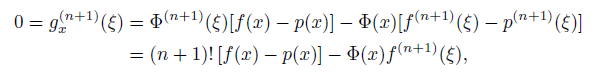 0 = g_x^{(n+1)}(ξ) = Φ^{(n+1)}(ξ)[f(x) − p(x)] − Φ(x)[f^{(n+1)}(ξ) − p^{(n+1)}(ξ)]
= (n + 1)! [f(x) − p(x)] − Φ(x)f^{(n+1)}(ξ),